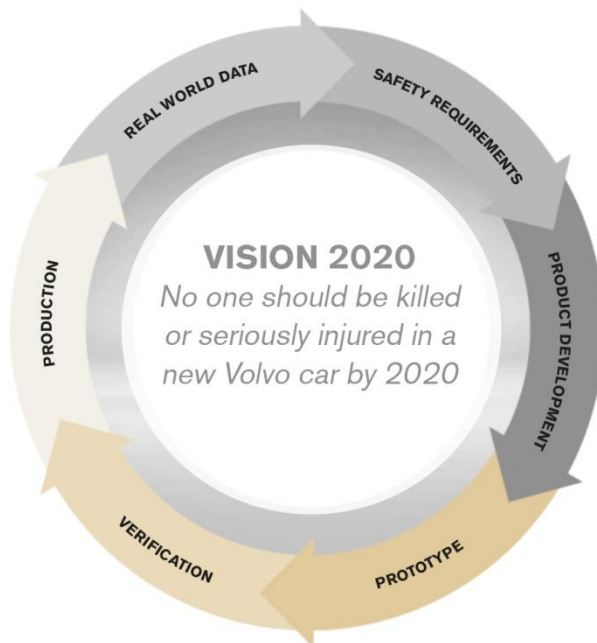 REAL WORLD DATA
SAFETY REQUIREMENTS
PRODUCT DEVELOPMENT
PROTOTYPE
VERIFICATION
PRODUCTION
VISION 2020
No one should be killed
or seriously injured in a
new Volvo car by 2020